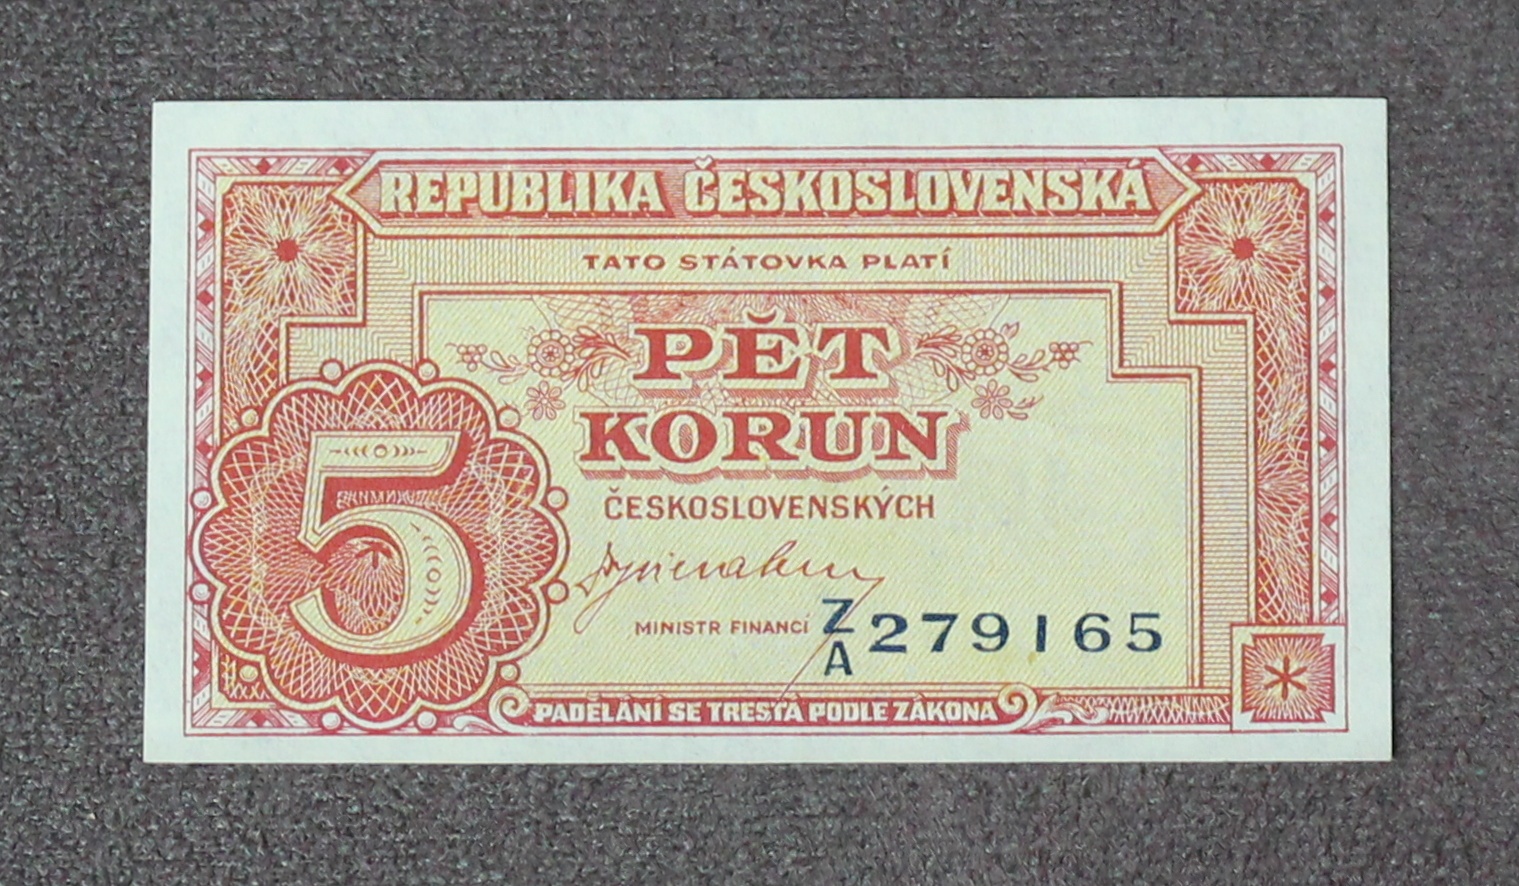 REPUBLIKA ČESKOSLOVENSKÁ
TATO STÁTOVKA PLATÍ
PĚT
KORUN
ČESKOSLOVENSKÝCH
5
MINISTR FINANCÍ
Z/A 279165
PADĚLÁNÍ SE TRESTÁ PODLE ZÁKONA